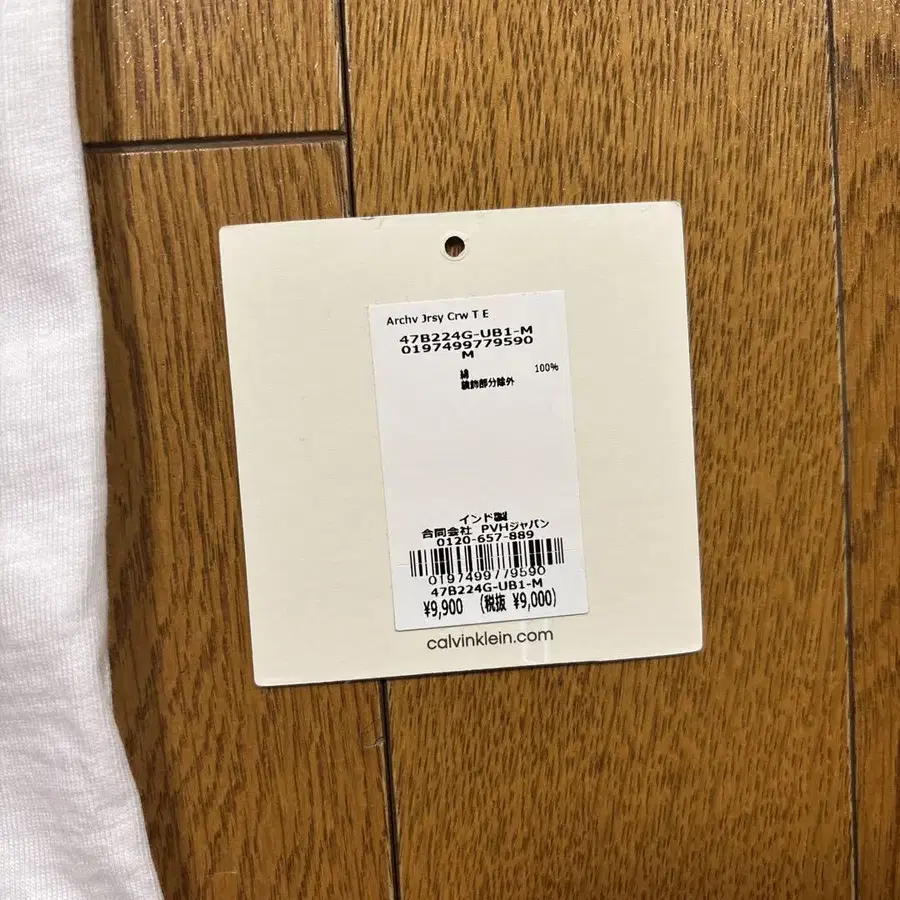 Archv Jrsy Crw T E
47B224G-UB1-M
0197499779590
M
綿 100%
装飾部分除外
インド製
合同会社 PVHジャパン
0120-657-889
0197499779590
47B224G-UB1-M
¥9,900 (税抜 ¥9,000)
calvinklein.com